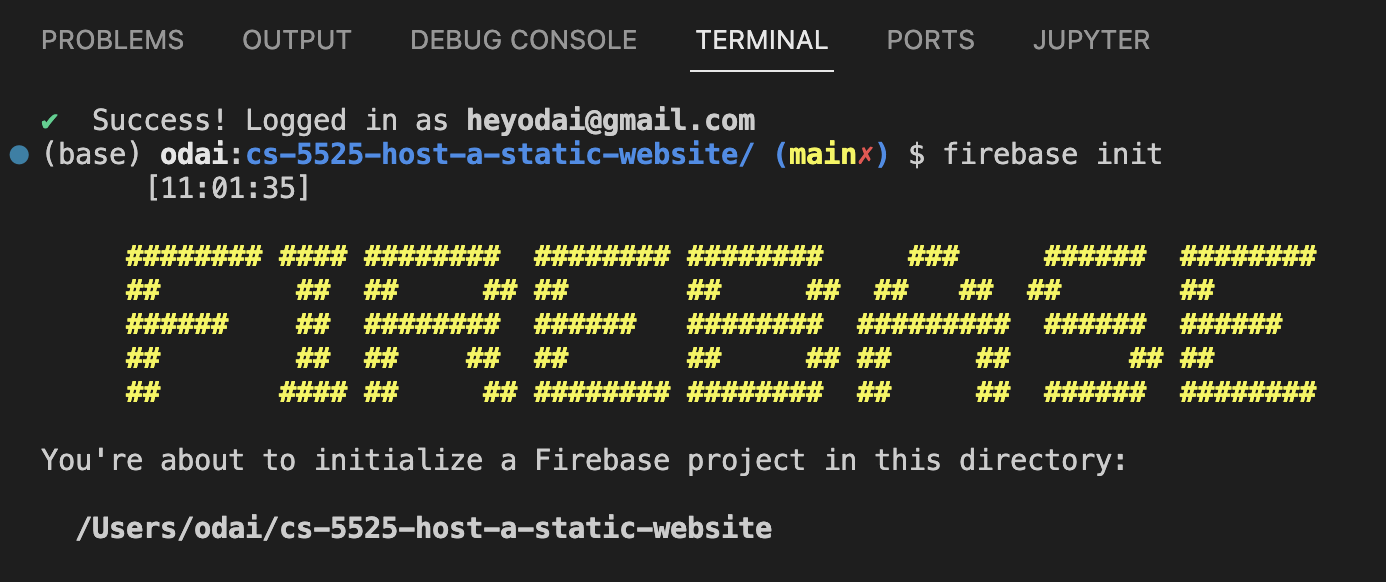 PROBLEMS OUTPUT DEBUG CONSOLE TERMINAL PORTS JUPYTER
✔ Success! Logged in as heyodai@gmail.com
(base) odai:cs-5525-host-a-static-website/ (main✗) $ firebase init
[11:01:35]
######## #### ########  ######## ########     ###     ######  ########
##        ##  ##     ## ##       ##     ##  ##   ##  ##       ##
######    ##  ########  ######   ########  #########  ######  ######
##        ##  ##    ##  ##       ##     ## ##     ##       ## ##
##       #### ##     ## ######## ########  ##     ##  ######  ########
You're about to initialize a Firebase project in this directory:
/Users/odai/cs-5525-host-a-static-website